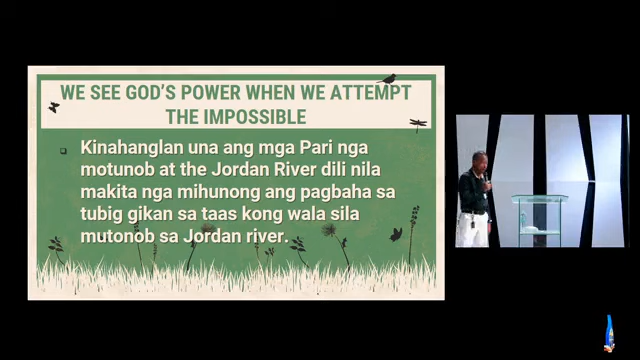 WE SEE GOD'S POWER WHEN WE ATTEMPT
THE IMPOSSIBLE
Kinahanglan una ang mga Pari nga
motunob at the Jordan River dili nila
makita nga mihunong ang pagbaha sa
tubig gikan sa taas kong wala sila
mutonob sa Jordan river.